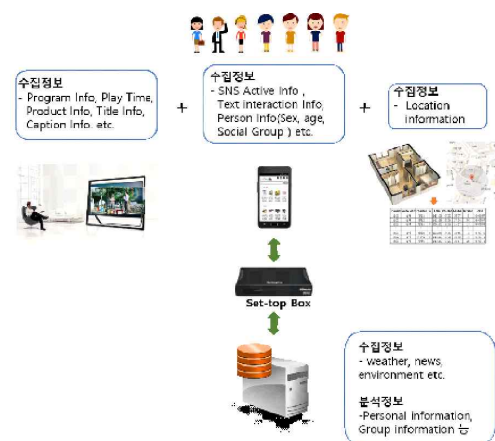 수집정보
- Program Info, Play Time,
Product Info, Title Info,
Caption Info. etc.
+
수집정보
- SNS Active Info ,
Text Interaction Info,
Person Info(Sex, age,
Social Group ) etc.
+
수집정보
- Location
information
Set-top Box
수집정보
- weather, news,
environment etc.
분석정보
-Personal information,
Group information 등